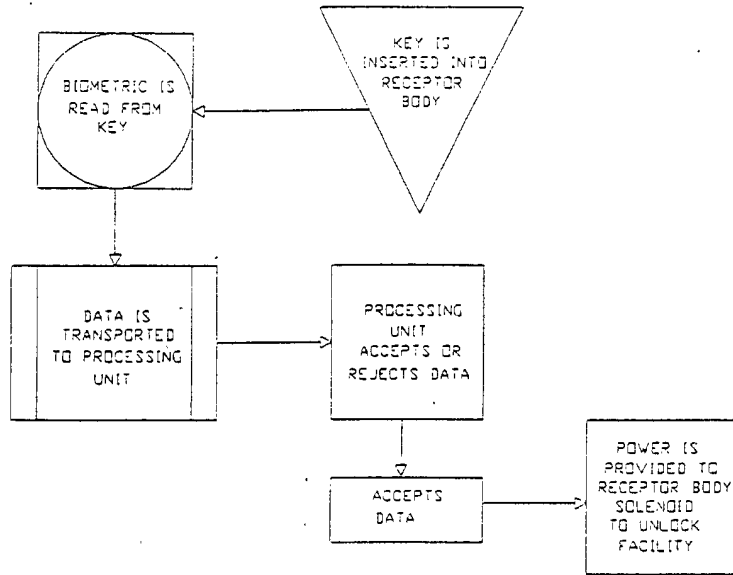 KEY IS
INSERTED INTO
RECEPTOR
BODY
BIOMETRIC IS
READ FROM
KEY
DATA IS
TRANSPORTED
TO PROCESSING
UNIT
PROCESSING
UNIT
ACCEPTS OR
REJECTS DATA
ACCEPTS
DATA
POWER IS
PROVIDED TO
RECEPTOR BODY
SOLENOID
TO UNLOCK
FACILITY